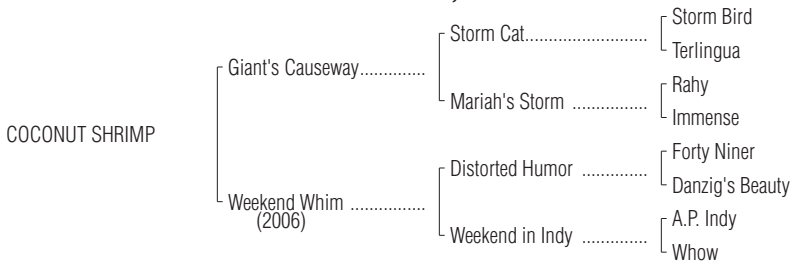 Storm Bird
Storm Cat..............................
Terlingua
Giant's Causeway..............
Rahy
Mariah's Storm ................
Immense
COCONUT SHRIMP
Forty Niner
Distorted Humor ..............
Danzig's Beauty
Weekend Whim ................
(2006)
A.P. Indy
Weekend in Indy ..............
Whow